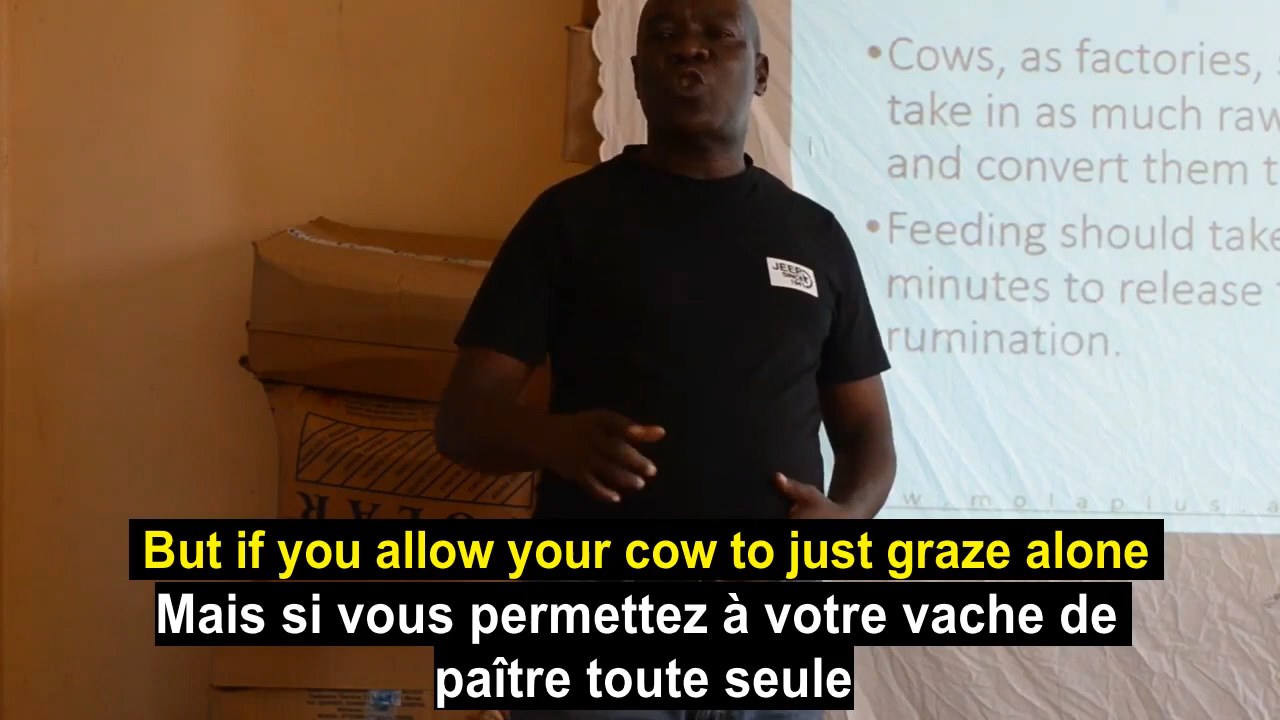 •Cows, as factories,
take in as much raw
and convert them t
•Feeding should take
minutes to release
rumination.
JEEP
w.molaplus.a
But if you allow your cow to just graze alone
Mais si vous permettez à votre vache de
paître toute seule